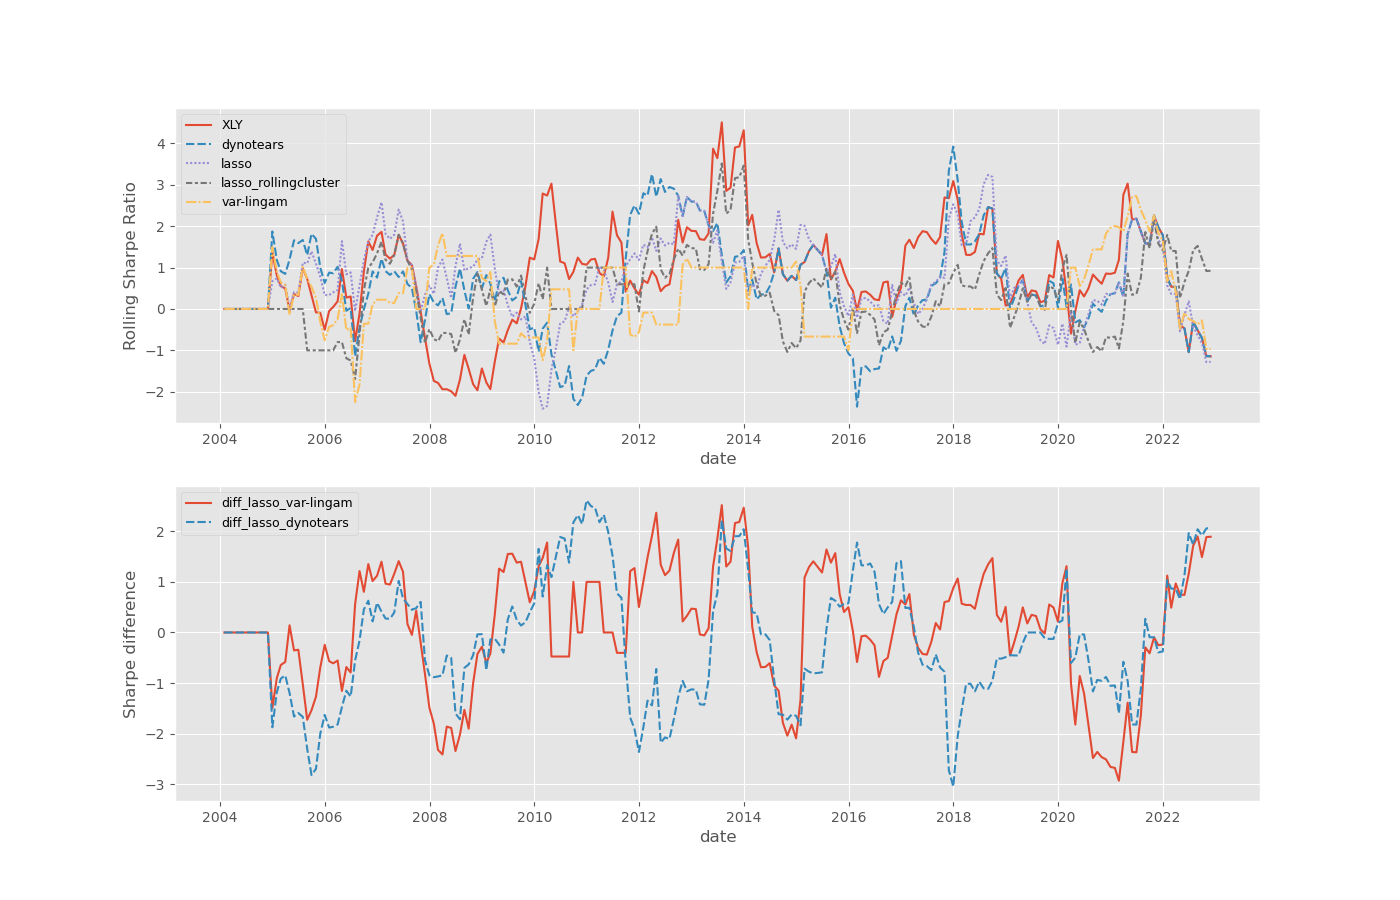 XLY
dynotears
lasso
lasso_rollingcluster
var-lingam
Rolling Sharpe Ratio
4
3
2
1
0
−1
−2
2004 2006 2008 2010 2012 2014 2016 2018 2020 2022
date
diff_lasso_var-lingam
diff_lasso_dynotears
Sharpe difference
2
1
0
−1
−2
−3
2004 2006 2008 2010 2012 2014 2016 2018 2020 2022
date